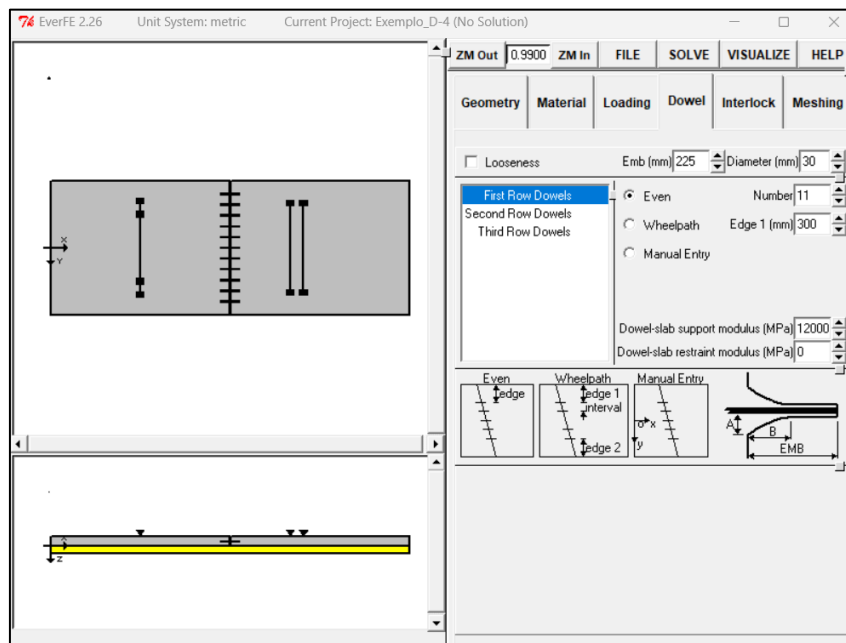 EverFE 2.26 Unit System: metric Current Project: Exemplo_D-4 (No Solution)
ZM Out 0.9900 ZM In FILE SOLVE VISUALIZE HELP
Geometry Material Loading Dowel Interlock Meshing
Looseness Emb (mm) 225 Diameter (mm) 30
First Row Dowels Even Number 11
Second Row Dowels Wheelpath Edge 1 (mm) 300
Third Row Dowels Manual Entry
Dowel-slab support modulus (MPa) 12000
Dowel-slab restraint modulus (MPa) 0
Even Wheelpath Manual Entry
edge edge 1
interval
edge 2
o x
y
A
B
EMB
X
Y
X
Z